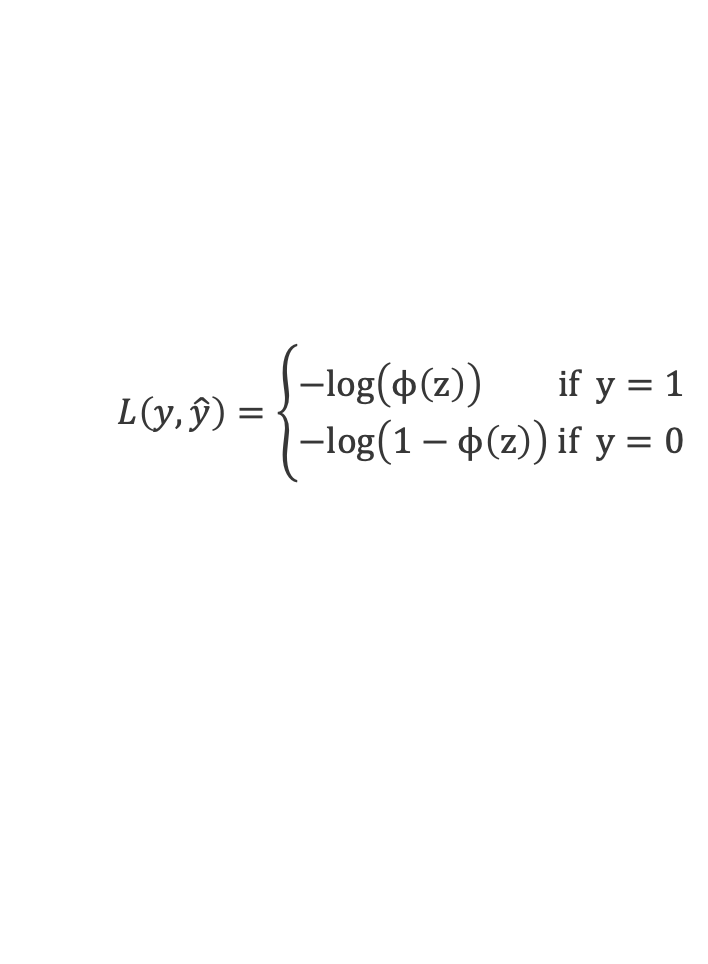 L(y, ŷ) = { −log(ϕ(z)) if y = 1
−log(1 − ϕ(z)) if y = 0